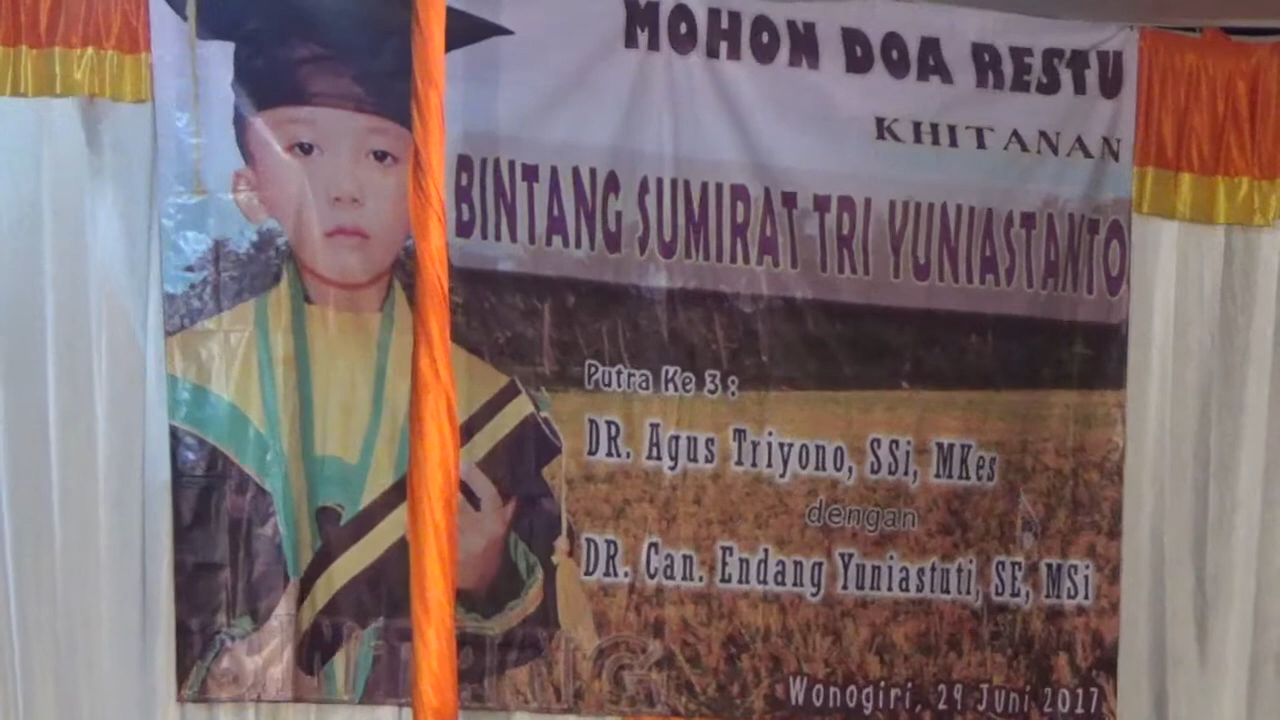 MOHON DOA RESTU
KHITANAN
BINTANG SUMIRAT TRI YUNIASTANTO
Putra Ke 3 :
DR. Agus Triyono, SSi, MKes
dengan
DR. Can. Endang Yuniastuti, SE, MSi
BINTANG
Wonogiri, 29 Juni 2017